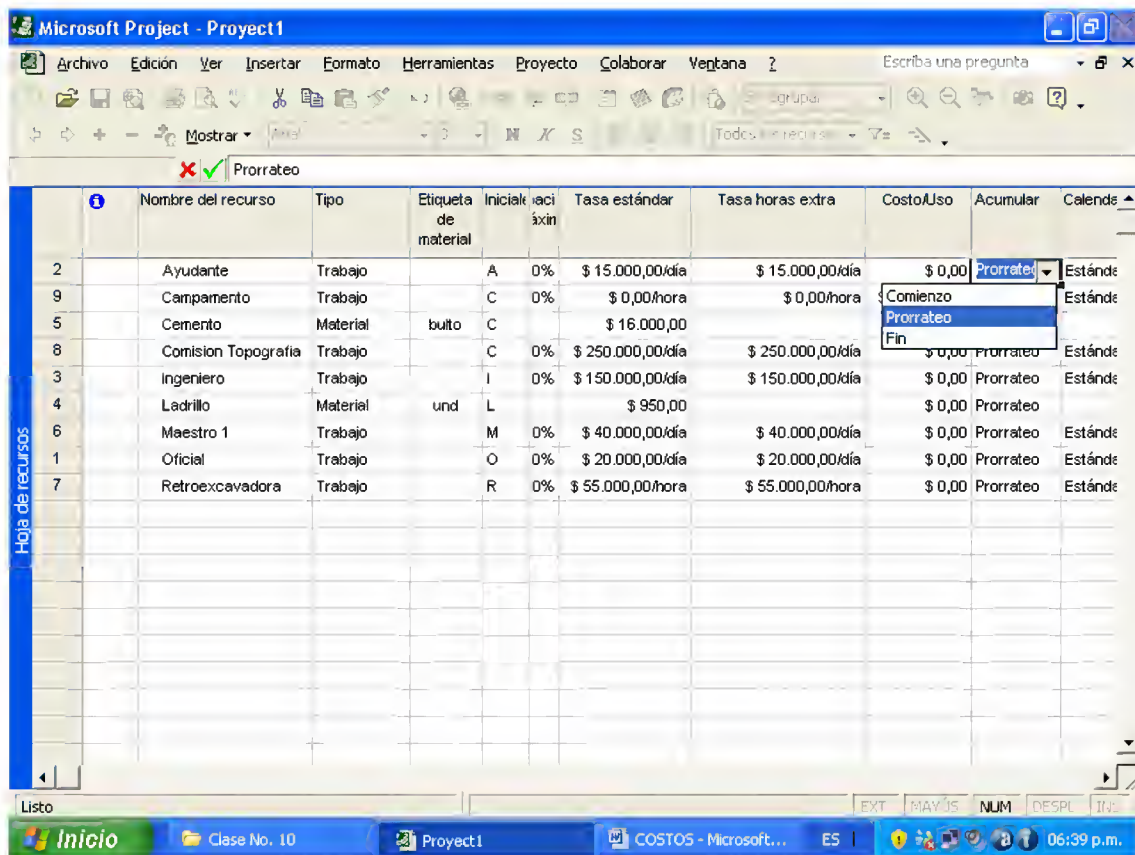 Microsoft Project - Proyect1
Archivo Edición Ver Insertar Formato Herramientas Proyecto Colaborar Ventana ? Escriba una pregunta
Mostrar N K S
Prorrateo
Nombre del recurso Tipo Etiqueta de material Iniciale Tasa estándar Tasa horas extra Costo/Uso Acumular Calenda
2 Ayudante Trabajo A 0% $ 15.000,00/día $ 15.000,00/día $ 0,00 Prorrateo Estánda
9 Campamento Trabajo C 0% $ 0,00/hora $ 0,00/hora Estánda
Comienzo
Prorrateo
Fin
5 Cemento Material bulto C $ 16.000,00
8 Comision Topografia Trabajo C 0% $ 250.000,00/día $ 250.000,00/día $ 0,00 Prorrateo Estánda
3 Ingeniero Trabajo I 0% $ 150.000,00/día $ 150.000,00/día $ 0,00 Prorrateo Estánda
4 Ladrillo Material und L $ 950,00 $ 0,00 Prorrateo
6 Maestro 1 Trabajo M 0% $ 40.000,00/día $ 40.000,00/día $ 0,00 Prorrateo Estánda
1 Oficial Trabajo O 0% $ 20.000,00/día $ 20.000,00/día $ 0,00 Prorrateo Estánda
7 Retroexcavadora Trabajo R 0% $ 55.000,00/hora $ 55.000,00/hora $ 0,00 Prorrateo Estánda
Hoja de recursos
Listo EXT MAYÚS NUM DESPL
Inicio Clase No. 10 Proyect1 COSTOS - Microsoft... ES 06:39 p.m.